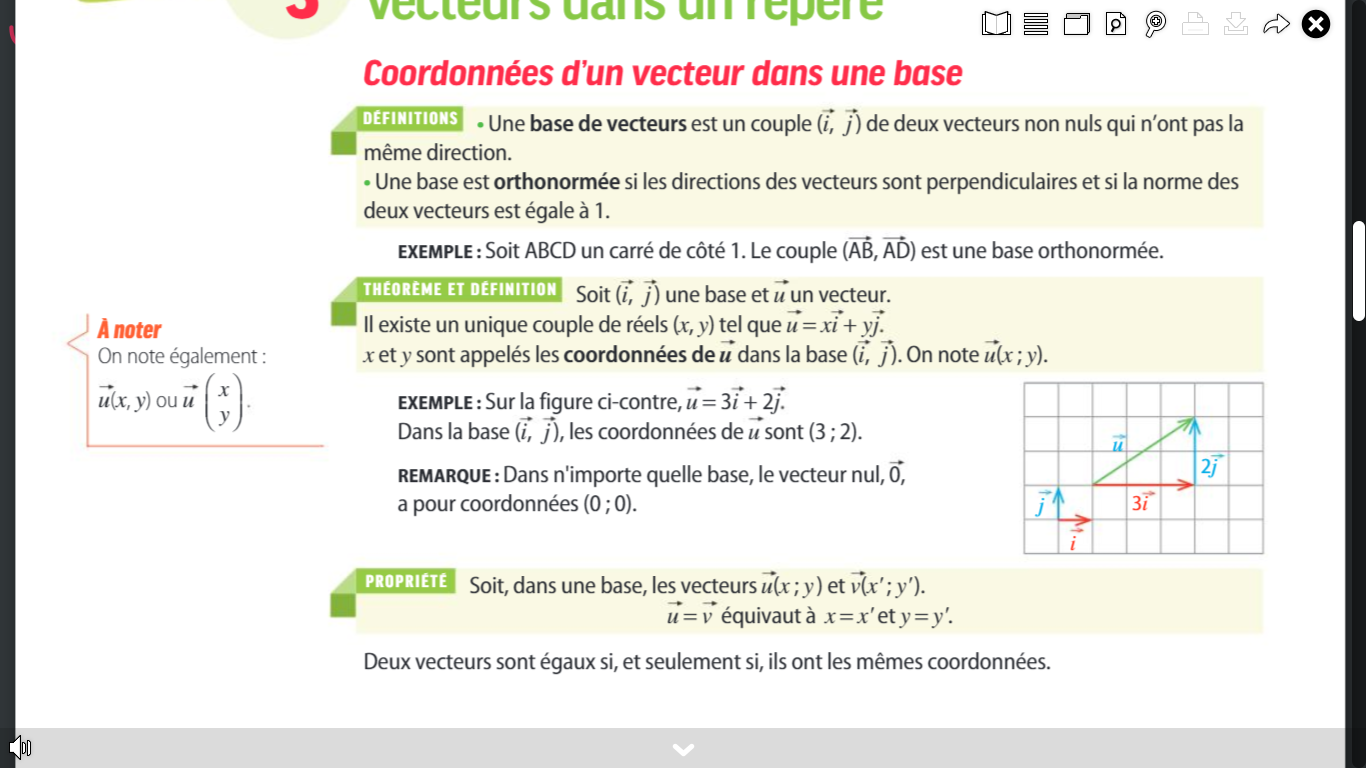 3 Vecteurs dans un repère
Coordonnées d'un vecteur dans une base
DÉFINITIONS • Une base de vecteurs est un couple (i⃗, j⃗) de deux vecteurs non nuls qui n'ont pas la
même direction.
• Une base est orthonormée si les directions des vecteurs sont perpendiculaires et si la norme des
deux vecteurs est égale à 1.
EXEMPLE : Soit ABCD un carré de côté 1. Le couple (AB⃗, AD⃗) est une base orthonormée.
THÉORÈME ET DÉFINITION Soit (i⃗, j⃗) une base et u⃗ un vecteur.
Il existe un unique couple de réels (x, y) tel que u⃗ = xi⃗ + yj⃗.
x et y sont appelés les coordonnées de u⃗ dans la base (i⃗, j⃗). On note u⃗(x ; y).
À noter
On note également :
u⃗(x, y) ou u⃗ (x
y).
EXEMPLE : Sur la figure ci-contre, u⃗ = 3i⃗ + 2j⃗.
Dans la base (i⃗, j⃗), les coordonnées de u⃗ sont (3 ; 2).
REMARQUE : Dans n'importe quelle base, le vecteur nul, 0⃗,
a pour coordonnées (0 ; 0).
u⃗
2j⃗
j⃗
3i⃗
i⃗
PROPRIÉTÉ Soit, dans une base, les vecteurs u⃗(x ; y) et v⃗(x′ ; y′).
u⃗ = v⃗ équivaut à x = x′ et y = y′.
Deux vecteurs sont égaux si, et seulement si, ils ont les mêmes coordonnées.